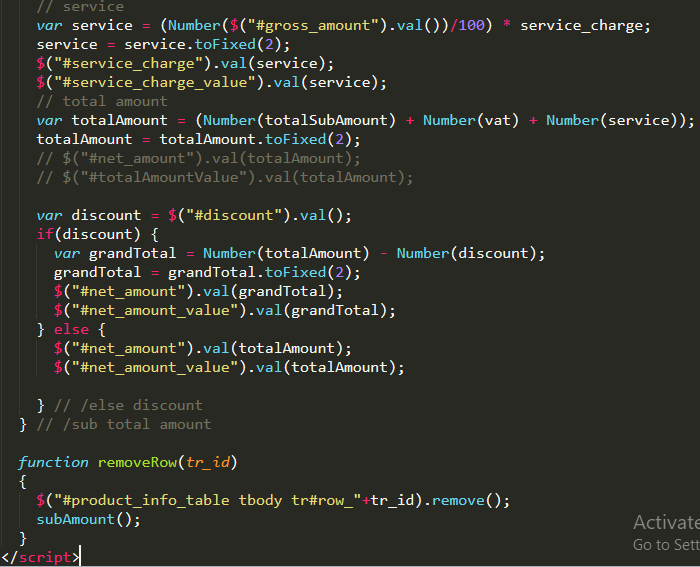 // service
var service = (Number($("#gross_amount").val())/100) * service_charge;
service = service.toFixed(2);
$("#service_charge").val(service);
$("#service_charge_value").val(service);
// total amount
var totalAmount = (Number(totalSubAmount) + Number(vat) + Number(service));
totalAmount = totalAmount.toFixed(2);
// $("#net_amount").val(totalAmount);
// $("#totalAmountValue").val(totalAmount);
var discount = $("#discount").val();
if(discount) {
var grandTotal = Number(totalAmount) - Number(discount);
grandTotal = grandTotal.toFixed(2);
$("#net_amount").val(grandTotal);
$("#net_amount_value").val(grandTotal);
} else {
$("#net_amount").val(totalAmount);
$("#net_amount_value").val(totalAmount);
} // /else discount
} // /sub total amount
function removeRow(tr_id)
{
$("#product_info_table tbody tr#row_"+tr_id).remove();
subAmount();
}
</script>
Activate
Go to Sett